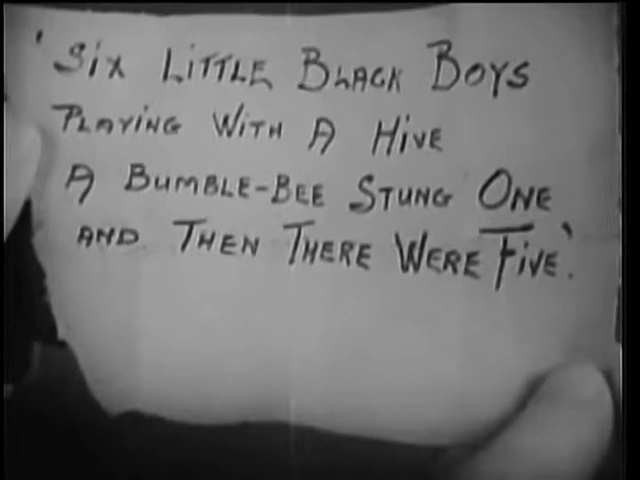 'Six Little Black Boys
Playing With A Hive
A Bumble-Bee Stung One
and Then There Were Five'.